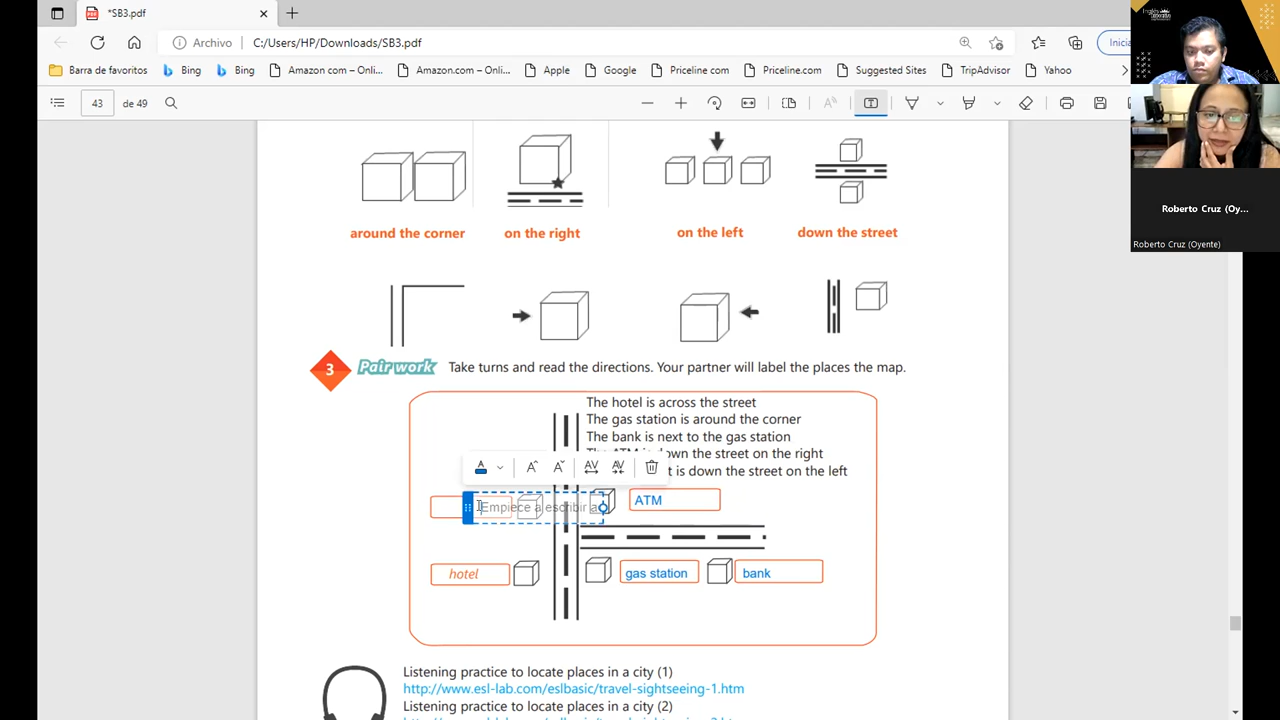 *SB3.pdf
Archivo C:/Users/HP/Downloads/SB3.pdf Inicia
Barra de favoritos Bing Bing Amazon com – Onli... Amazon.com – Onli... Apple Google Priceline.com Priceline.com Suggested Sites TripAdvisor Yahoo
43 de 49
around the corner on the right on the left down the street
3 Pair work Take turns and read the directions. Your partner will label the places the map.
The hotel is across the street
The gas station is around the corner
The bank is next to the gas station
down the street on the right
t is down the street on the left
Empiece a escribir a
ATM
hotel gas station bank
Listening practice to locate places in a city (1)
http://www.esl-lab.com/eslbasic/travel-sightseeing-1.htm
Listening practice to locate places in a city (2)
Roberto Cruz (Oy...
Roberto Cruz (Oyente)